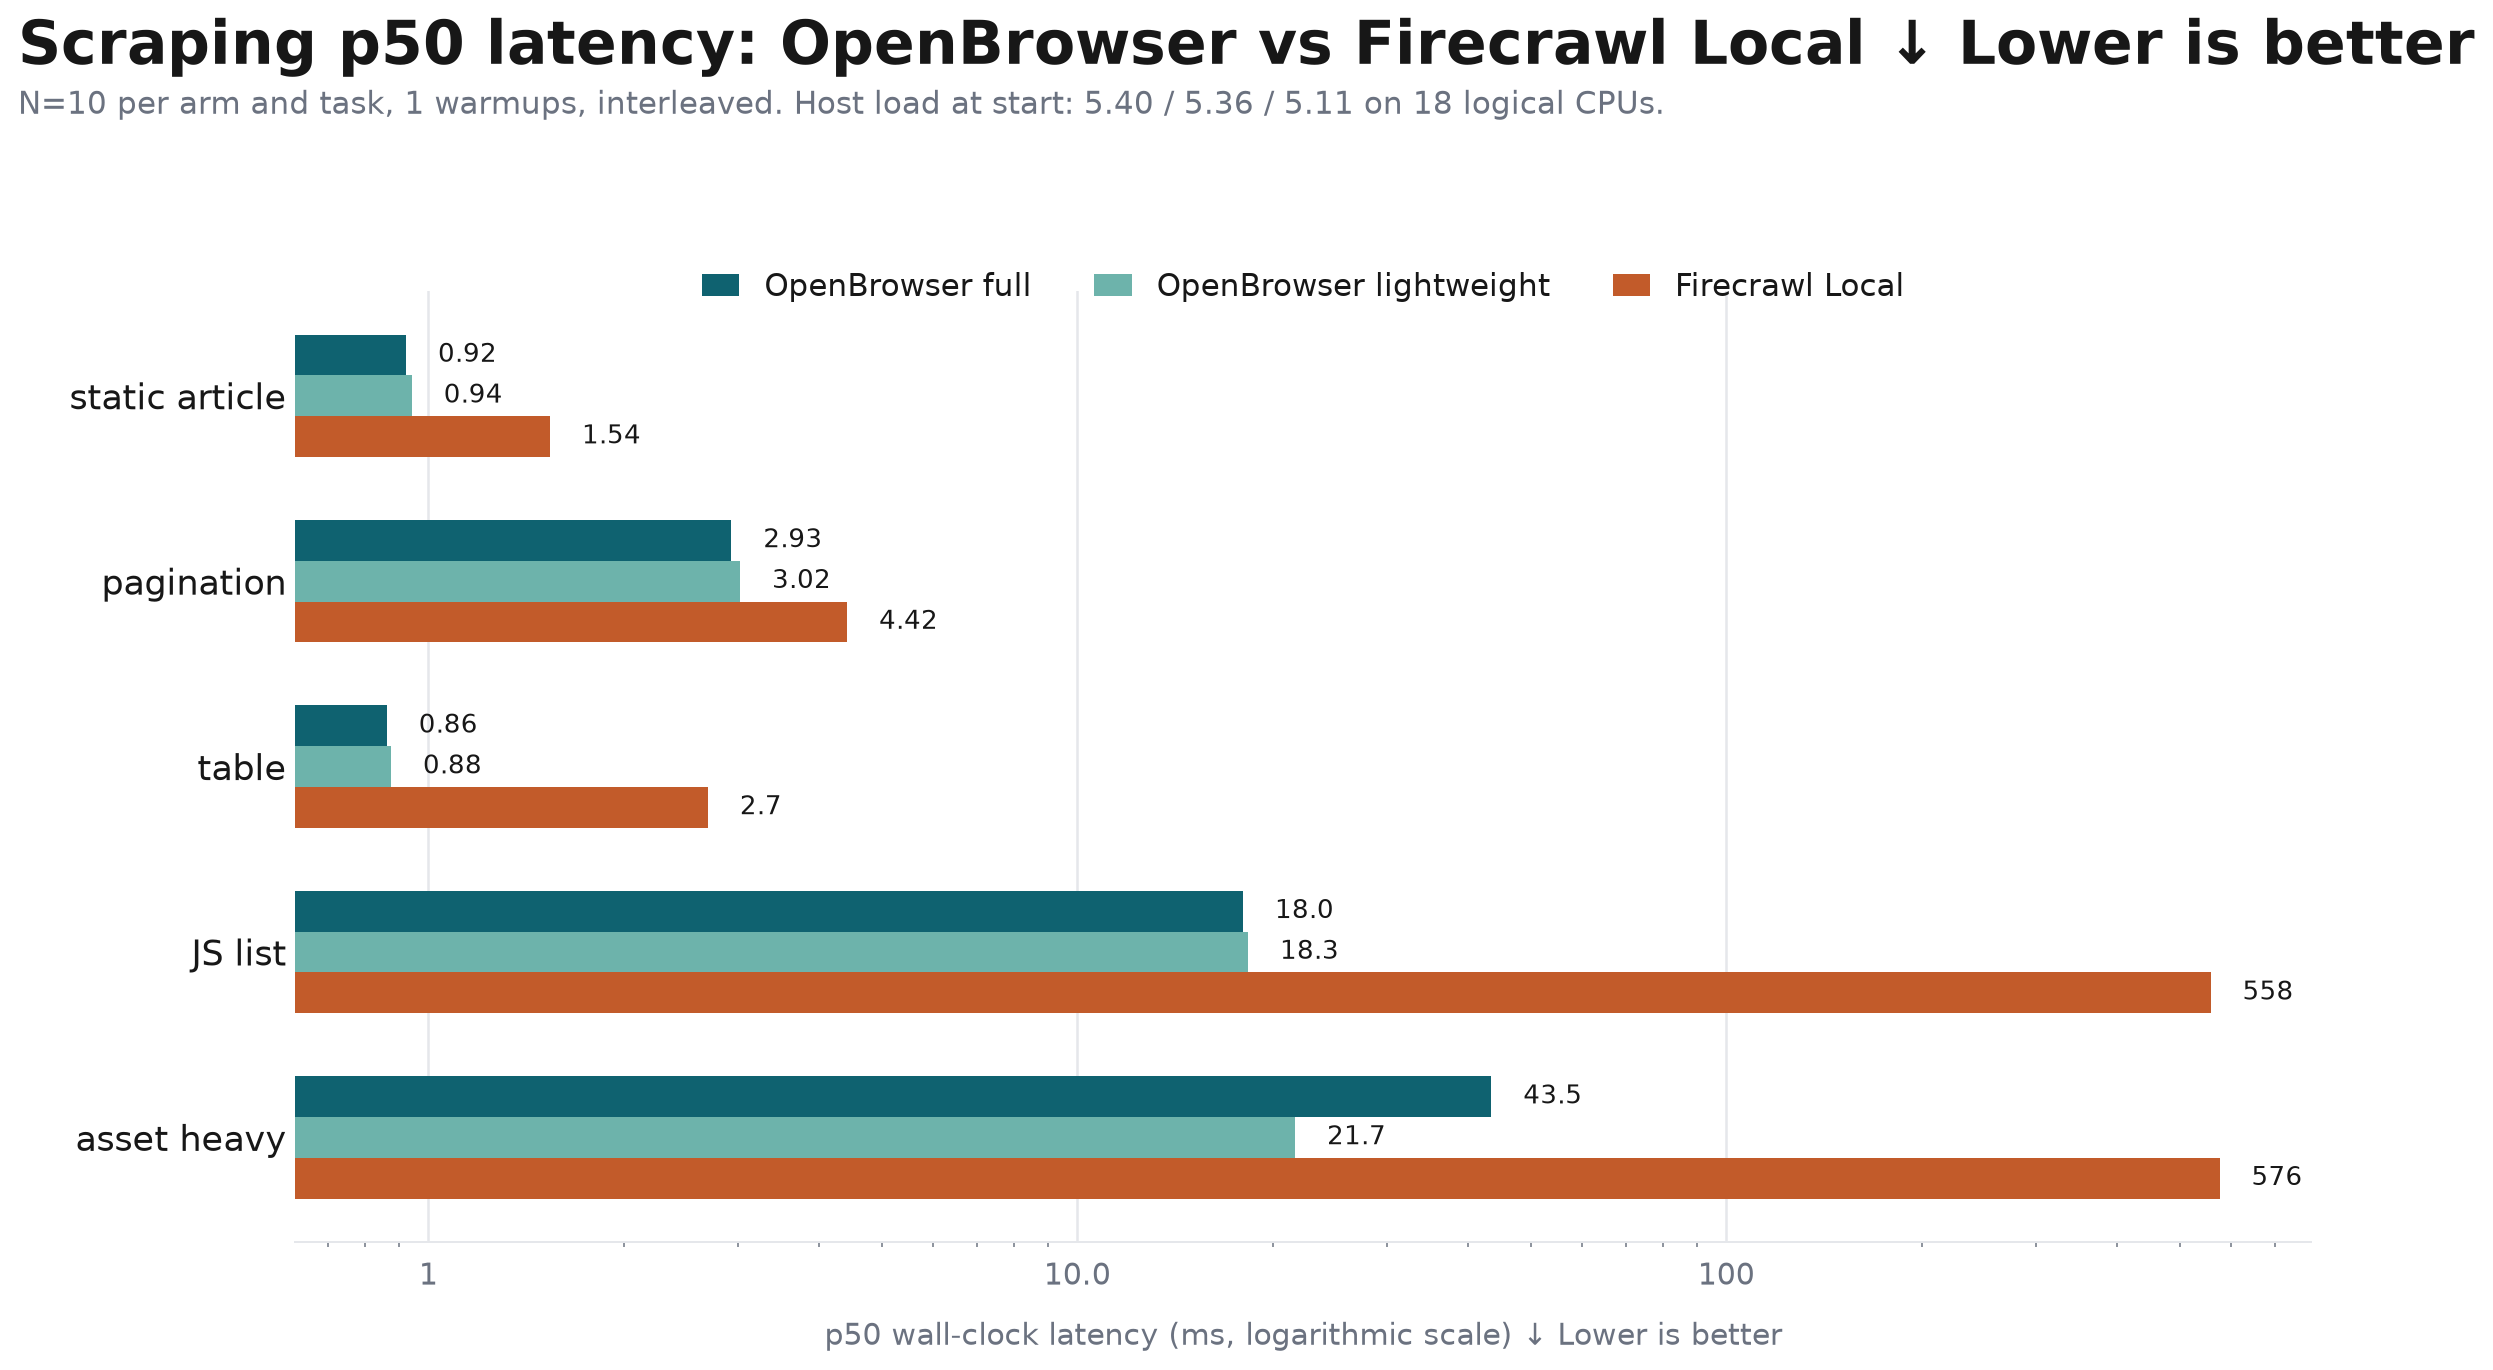 Scraping p50 latency: OpenBrowser vs Firecrawl Local ↓ Lower is better
N=10 per arm and task, 1 warmups, interleaved. Host load at start: 5.40 / 5.36 / 5.11 on 18 logical CPUs.
OpenBrowser full OpenBrowser lightweight Firecrawl Local
static article
0.92
0.94
1.54
pagination
2.93
3.02
4.42
table
0.86
0.88
2.7
JS list
18.0
18.3
558
asset heavy
43.5
21.7
576
1 10.0 100
p50 wall-clock latency (ms, logarithmic scale) ↓ Lower is better